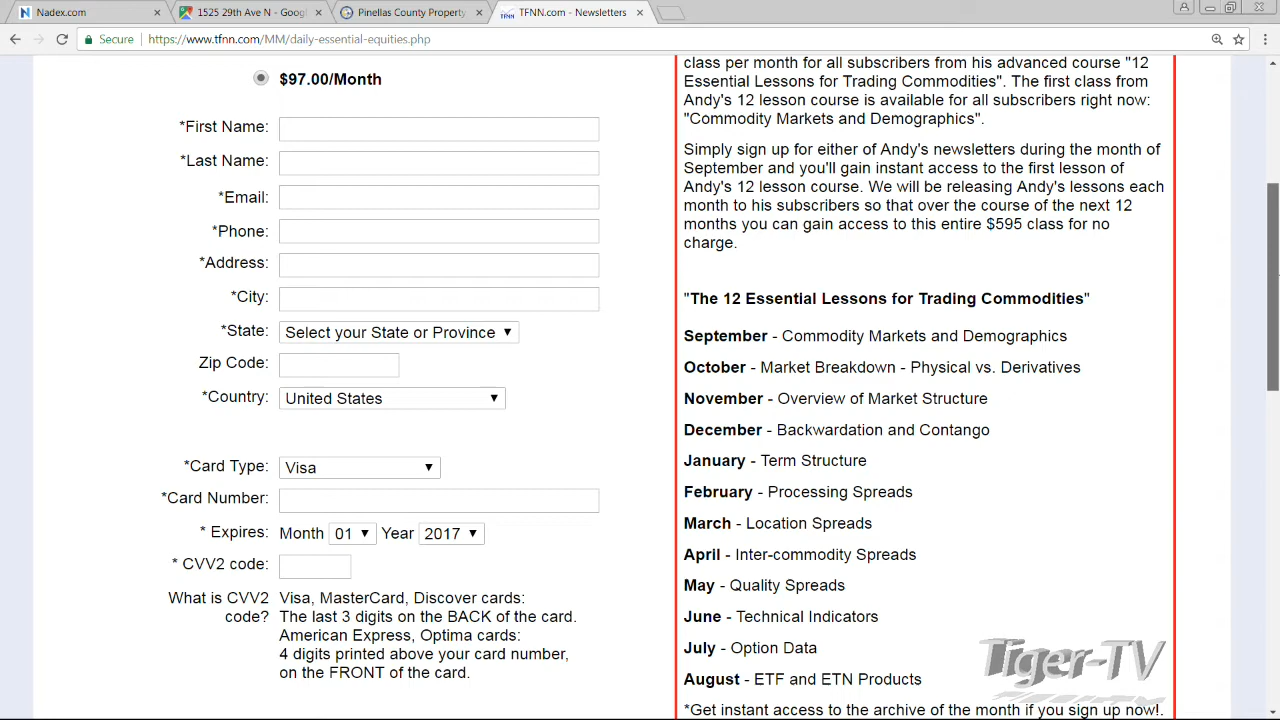 Nadex.com
1525 29th Ave N - Googl
Pinellas County Property
TFNN.com - Newsletters
Secure
https://www.tfnn.com/MM/daily-essential-equities.php
$97.00/Month
*First Name:
*Last Name:
*Email:
*Phone:
*Address:
*City:
*State: Select your State or Province
Zip Code:
*Country: United States
*Card Type: Visa
*Card Number:
* Expires: Month 01 Year 2017
* CVV2 code:
What is CVV2 code?
Visa, MasterCard, Discover cards:
The last 3 digits on the BACK of the card.
American Express, Optima cards:
4 digits printed above your card number,
on the FRONT of the card.
class per month for all subscribers from his advanced course "12
Essential Lessons for Trading Commodities". The first class from
Andy's 12 lesson course is available for all subscribers right now:
"Commodity Markets and Demographics".
Simply sign up for either of Andy's newsletters during the month of
September and you'll gain instant access to the first lesson of
Andy's 12 lesson course. We will be releasing Andy's lessons each
month to his subscribers so that over the course of the next 12
months you can gain access to this entire $595 class for no
charge.
"The 12 Essential Lessons for Trading Commodities"
September - Commodity Markets and Demographics
October - Market Breakdown - Physical vs. Derivatives
November - Overview of Market Structure
December - Backwardation and Contango
January - Term Structure
February - Processing Spreads
March - Location Spreads
April - Inter-commodity Spreads
May - Quality Spreads
June - Technical Indicators
July - Option Data
August - ETF and ETN Products
*Get instant access to the archive of the month if you sign up now!.
Tiger-TV